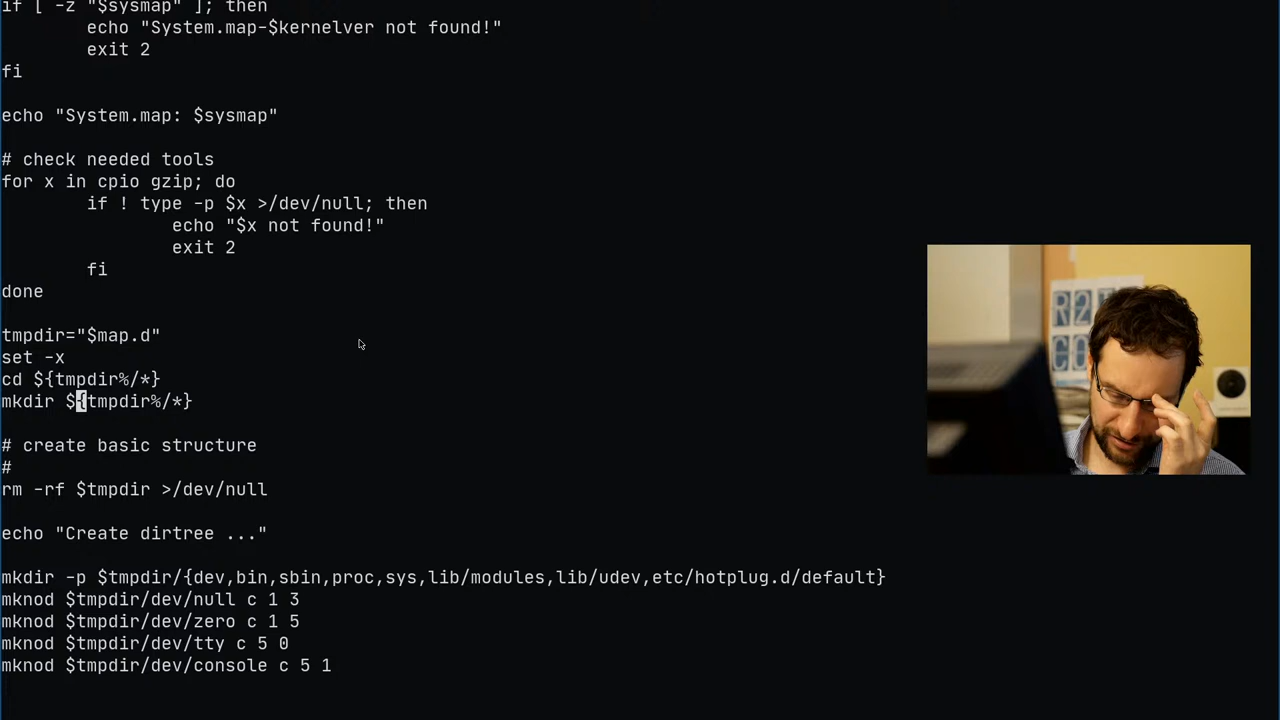 if [ -z "$sysmap" ]; then
echo "System.map-$kernelver not found!"
exit 2
fi
echo "System.map: $sysmap"
# check needed tools
for x in cpio gzip; do
if ! type -p $x >/dev/null; then
echo "$x not found!"
exit 2
fi
done
tmpdir="$map.d"
set -x
cd ${tmpdir%/*}
mkdir ${tmpdir%/*}
# create basic structure
#
rm -rf $tmpdir >/dev/null
echo "Create dirtree ..."
mkdir -p $tmpdir/{dev,bin,sbin,proc,sys,lib/modules,lib/udev,etc/hotplug.d/default}
mknod $tmpdir/dev/null c 1 3
mknod $tmpdir/dev/zero c 1 5
mknod $tmpdir/dev/tty c 5 0
mknod $tmpdir/dev/console c 5 1